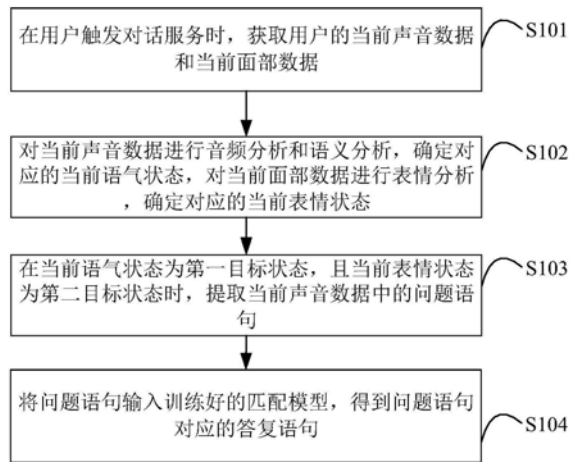 在用户触发对话服务时，获取用户的当前声音数据
和当前面部数据
S101
对当前声音数据进行音频分析和语义分析，确定对
应的当前语气状态，对当前面部数据进行表情分析
，确定对应的当前表情状态
S102
在当前语气状态为第一目标状态，且当前表情状态
为第二目标状态时，提取当前声音数据中的问题语
句
S103
将问题语句输入训练好的匹配模型，得到问题语句
对应的答复语句
S104